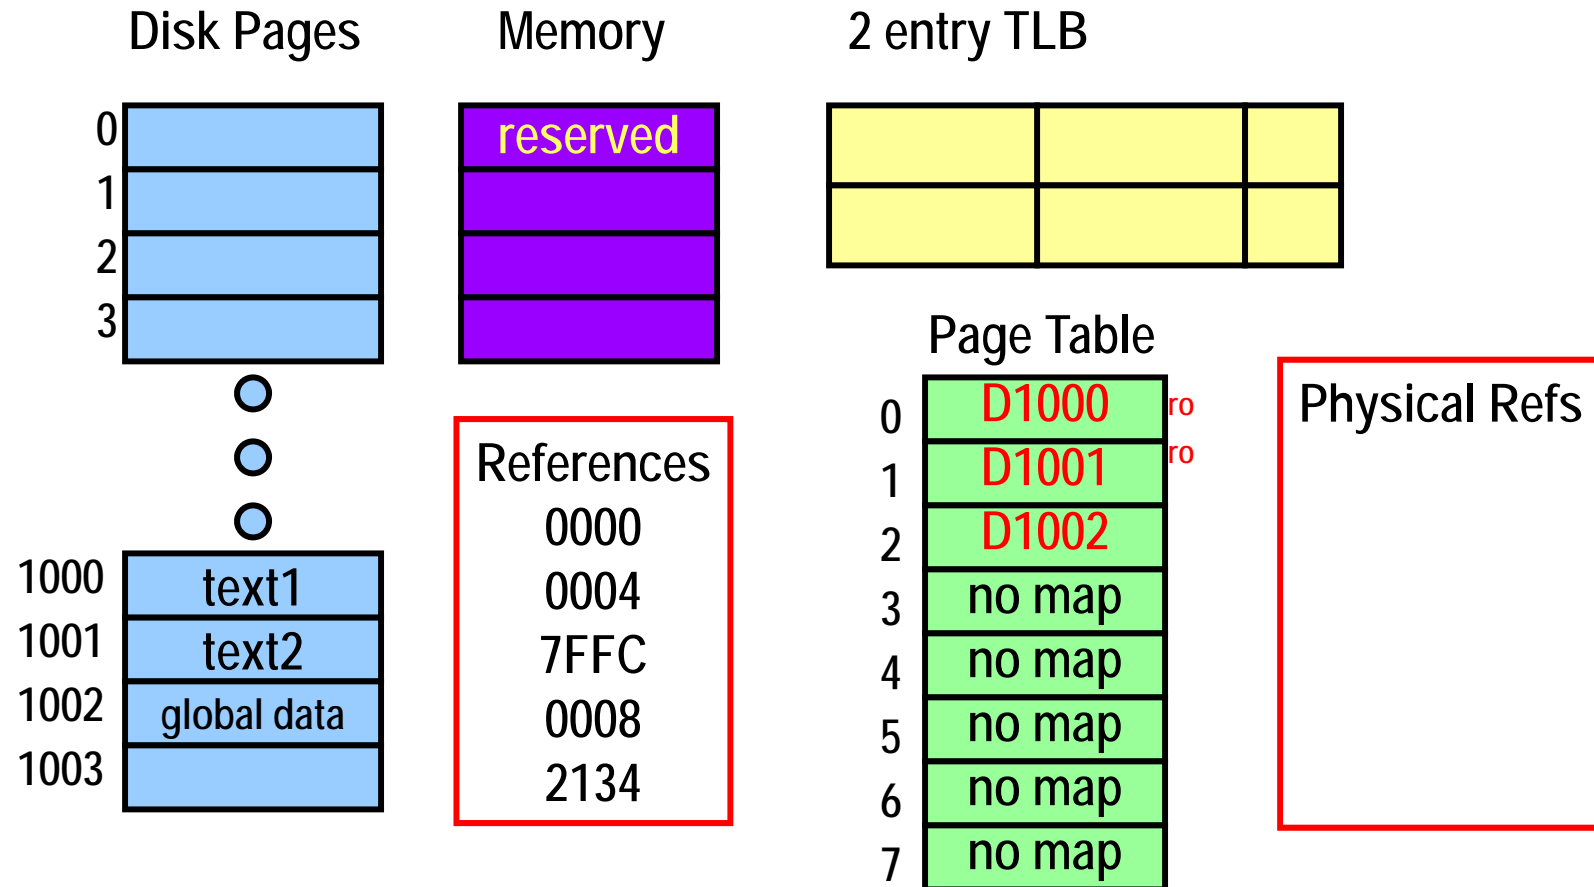 Disk Pages
Memory
2 entry TLB
0
1
2
3
reserved
Page Table
0 D1000 ro
1 D1001 ro
2 D1002
3 no map
4 no map
5 no map
6 no map
7 no map
Physical Refs
References
0000
0004
7FFC
0008
2134
1000 text1
1001 text2
1002 global data
1003